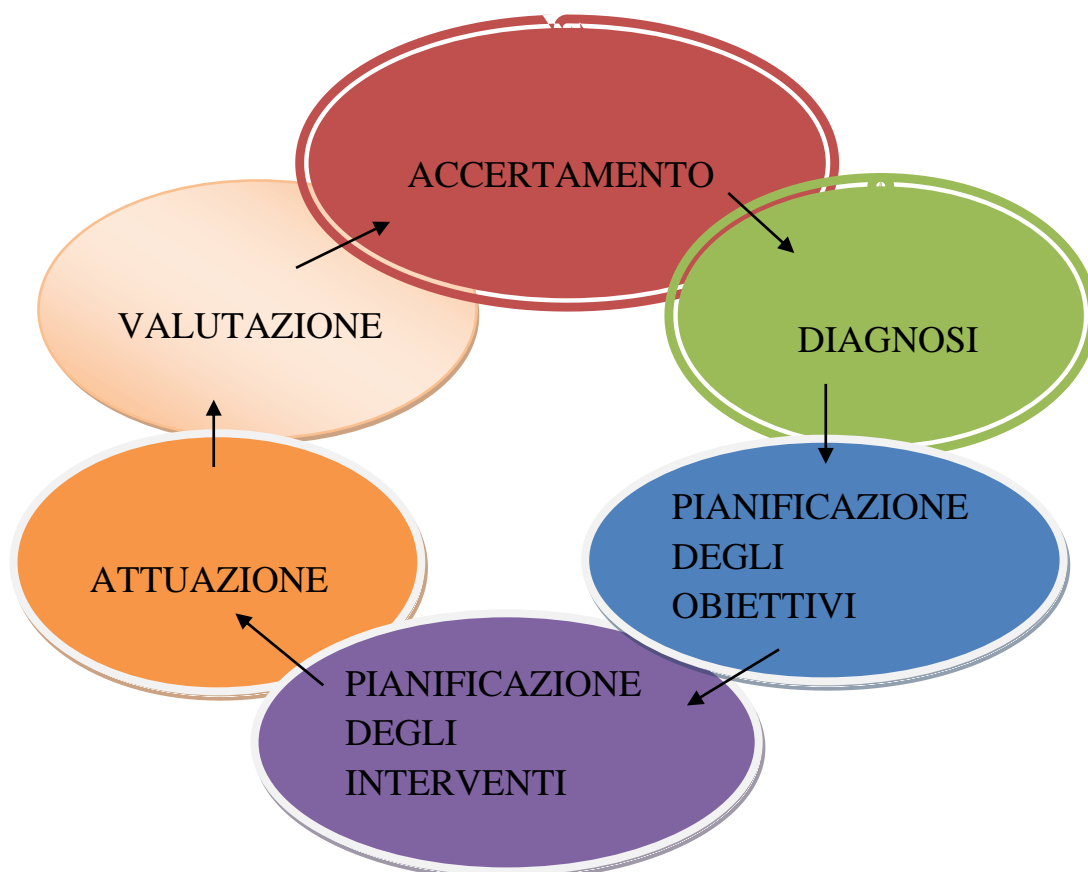 ACCERTAMENTO
DIAGNOSI
PIANIFICAZIONE
DEGLI
OBIETTIVI
PIANIFICAZIONE
DEGLI
INTERVENTI
ATTUAZIONE
VALUTAZIONE